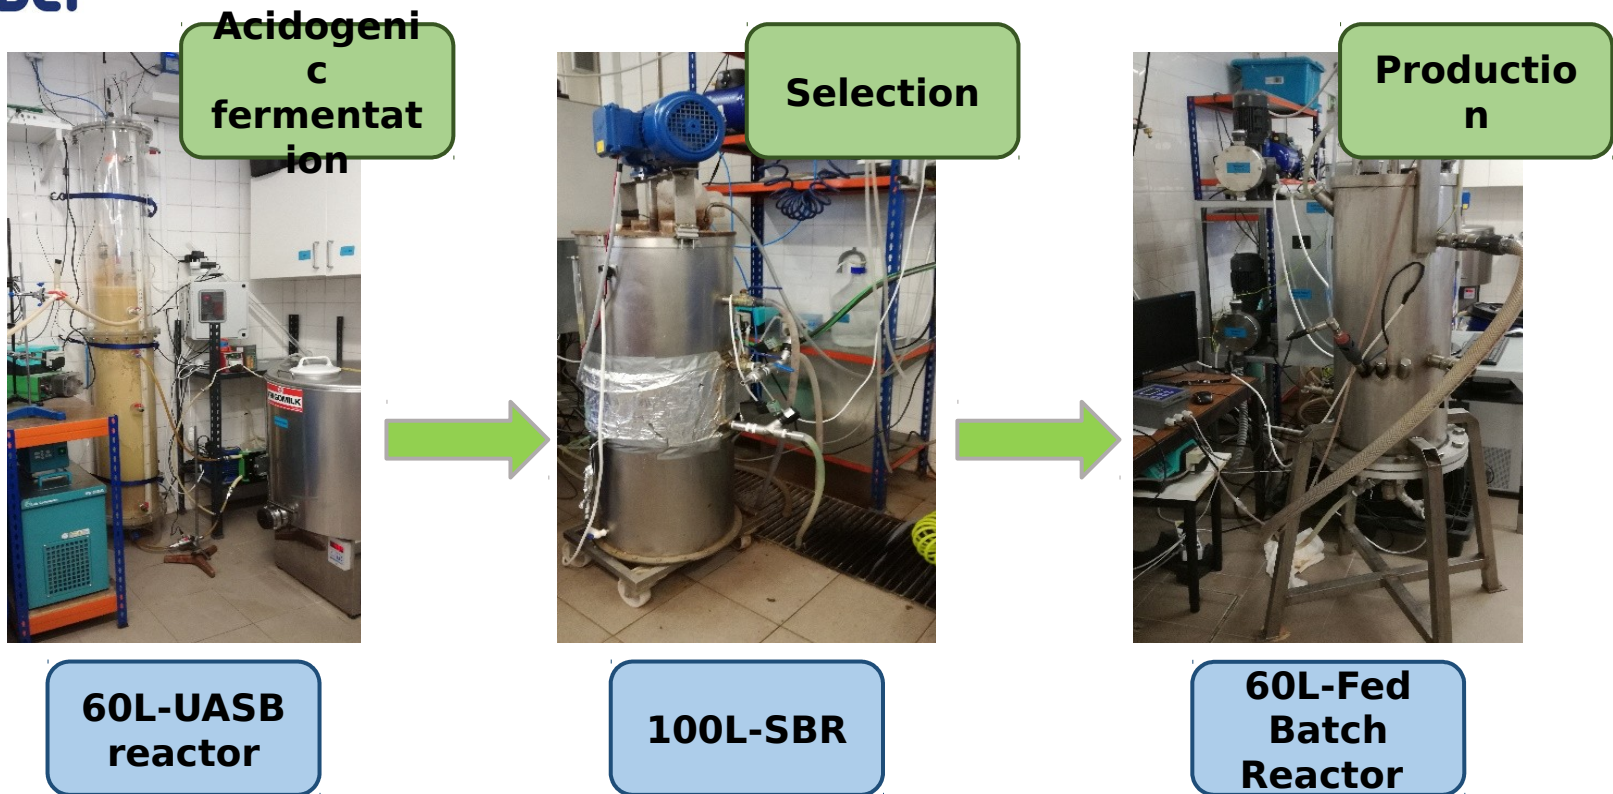 Acidogeni
c
fermentat
ion
Selection
Productio
n
60L-UASB
reactor
100L-SBR
60L-Fed
Batch
Reactor